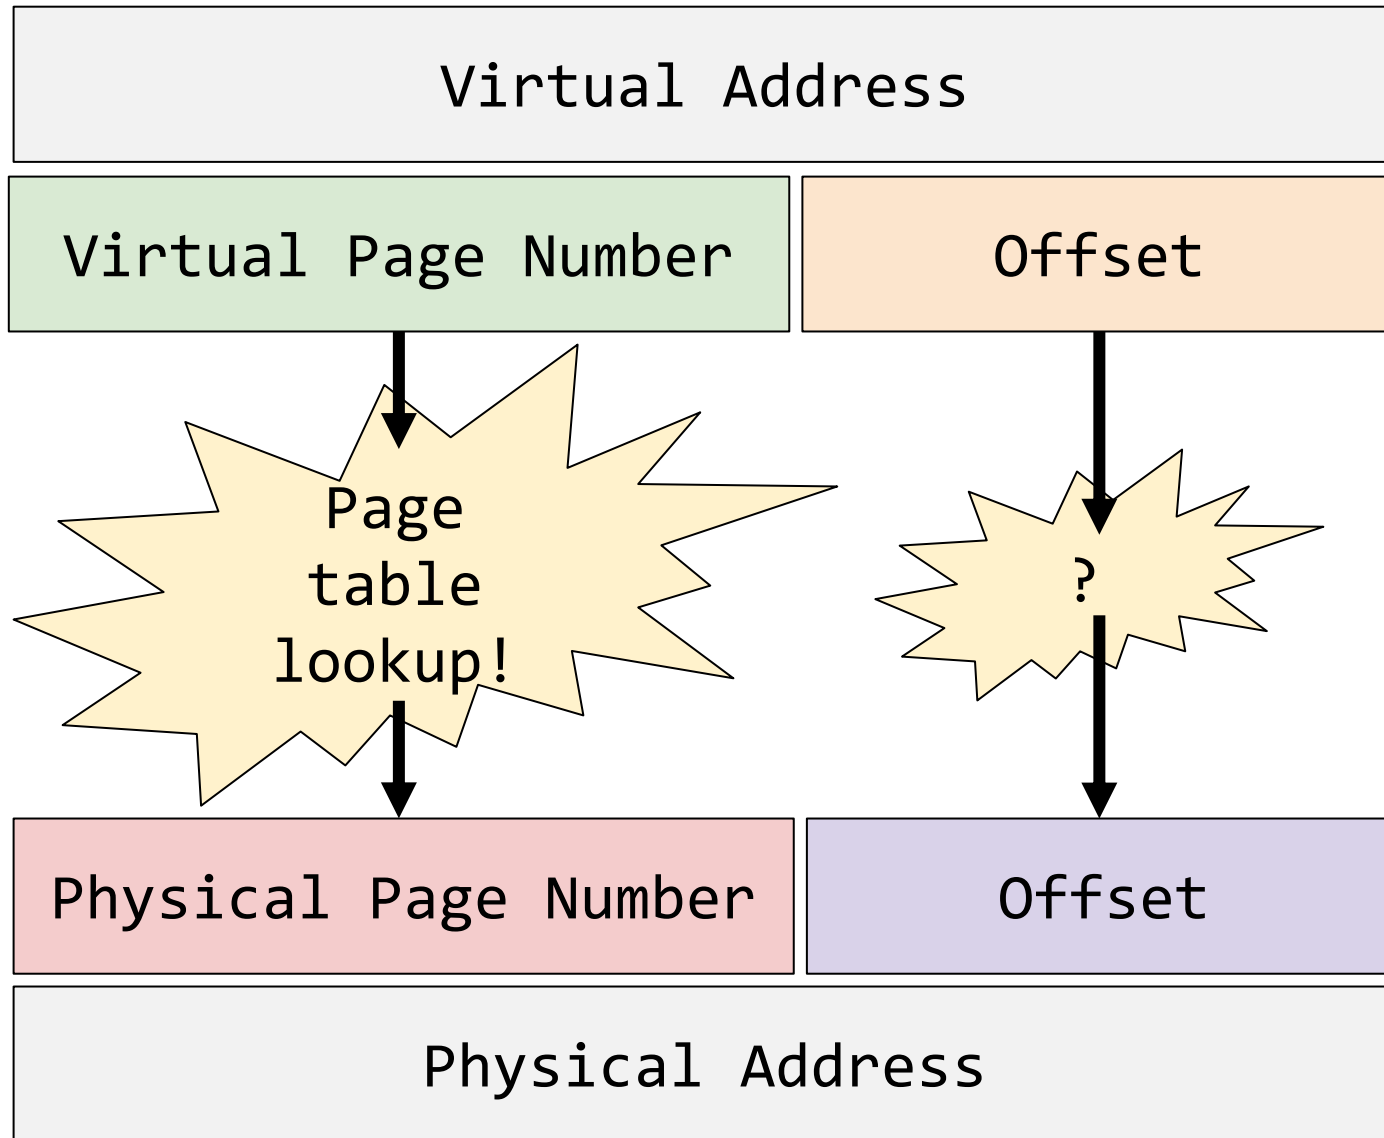 Virtual Address
Virtual Page Number
Offset
Page
table
lookup!
?
Physical Page Number
Offset
Physical Address